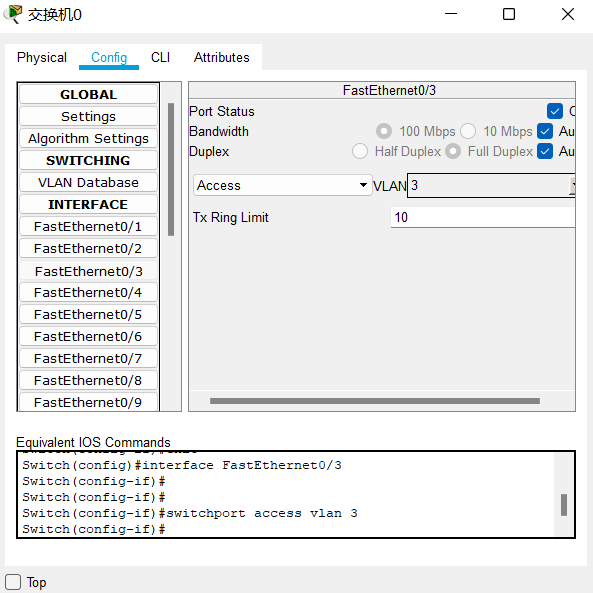 交换机0
Physical Config CLI Attributes
GLOBAL
Settings
Algorithm Settings
SWITCHING
VLAN Database
INTERFACE
FastEthernet0/1
FastEthernet0/2
FastEthernet0/3
FastEthernet0/4
FastEthernet0/5
FastEthernet0/6
FastEthernet0/7
FastEthernet0/8
FastEthernet0/9
FastEthernet0/3
Port Status
Bandwidth 100 Mbps 10 Mbps Au
Duplex Half Duplex Full Duplex Au
Access VLAN 3
Tx Ring Limit 10
Equivalent IOS Commands
Switch(config)#interface FastEthernet0/3
Switch(config-if)#
Switch(config-if)#
Switch(config-if)#switchport access vlan 3
Switch(config-if)#
Top